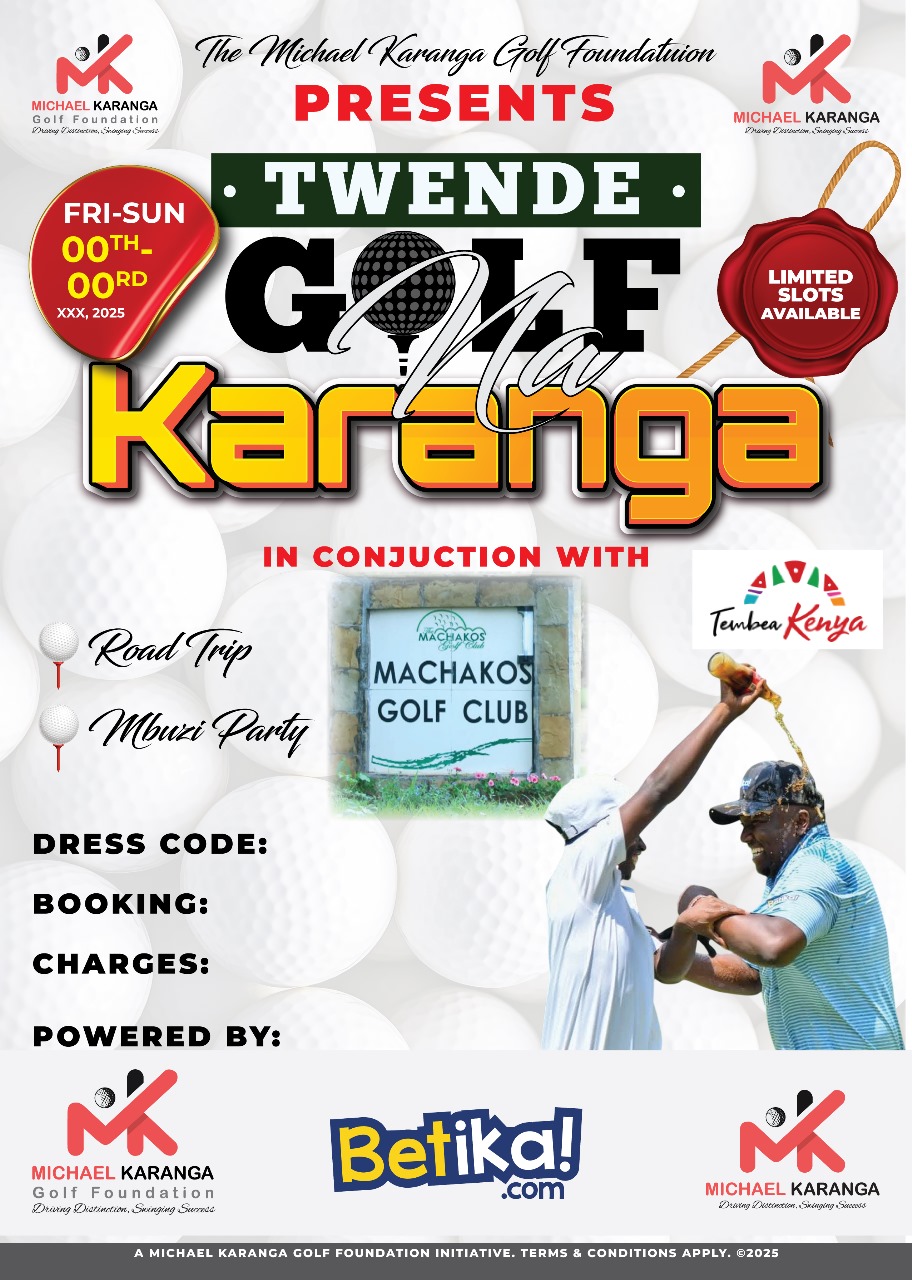 The Michael Karanga Golf Foundatuion
PRESENTS
MICHAEL KARANGA
Golf Foundation
Driving Distinction, Swinging Success
MICHAEL KARANGA
Driving Distinction, Swinging Success
• TWENDE •
GOLF
Na
Karanga
FRI-SUN
00TH-
00RD
XXX, 2025
LIMITED
SLOTS
AVAILABLE
IN CONJUCTION WITH
The
MACHAKOS
Golf Club
MACHAKOS
GOLF CLUB
Tembea Kenya
Road Trip
Mbuzi Party
DRESS CODE:
BOOKING:
CHARGES:
POWERED BY:
MICHAEL KARANGA
Golf Foundation
Driving Distinction, Swinging Success
Betika!
.com
MICHAEL KARANGA
Driving Distinction, Swinging Success
A MICHAEL KARANGA GOLF FOUNDATION INITIATIVE. TERMS & CONDITIONS APPLY. ©2025